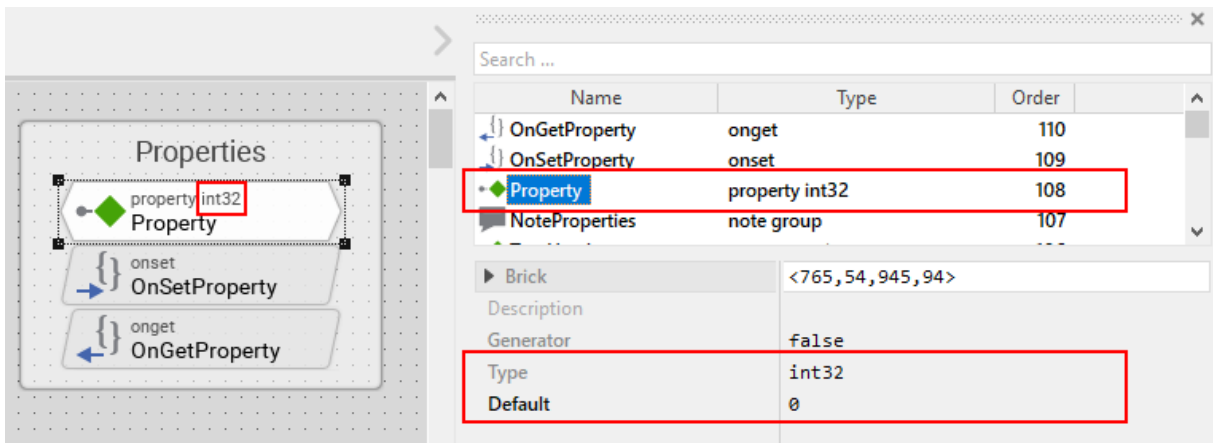 Properties
property int32
Property
onset
OnSetProperty
onget
OnGetProperty
Search ...
Name Type Order
OnGetProperty onget 110
OnSetProperty onset 109
Property property int32 108
NoteProperties note group 107
Brick <765,54,945,94>
Description
Generator false
Type int32
Default 0